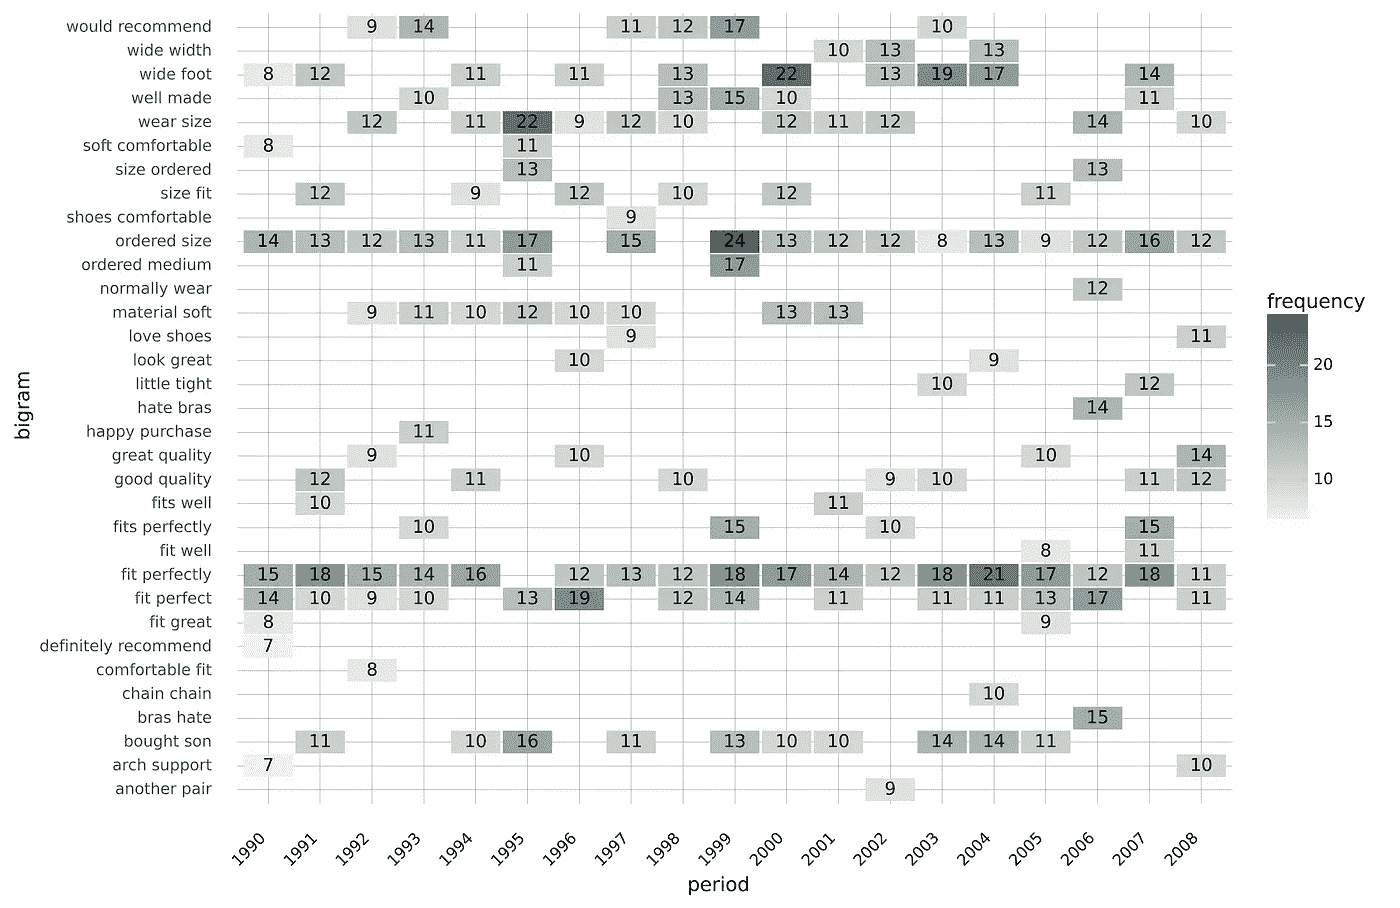 would recommend 9 14 11 12 17 10
wide width 10 13 13
wide foot 8 12 11 11 13 22 13 19 17 14
well made 10 13 15 10 11
wear size 12 11 22 9 12 10 12 11 12 14 10
soft comfortable 8 11
size ordered 13 13
size fit 12 9 12 10 12 11
shoes comfortable 9
ordered size 14 13 12 13 11 17 15 24 13 12 12 8 13 9 12 16 12
ordered medium 11 17
normally wear 12
material soft 9 11 10 12 10 10 13 13
love shoes 9 11
look great 10 9
little tight 10 12
hate bras 14
happy purchase 11
great quality 9 10 10 14
good quality 12 11 10 9 10 11 12
fits well 10 11
fits perfectly 10 15 10 15
fit well 8 11
fit perfectly 15 18 15 14 16 12 13 12 18 17 14 12 18 21 17 12 18 11
fit perfect 14 10 9 10 13 19 12 14 11 11 11 13 17 11
fit great 8 9
definitely recommend 7
comfortable fit 8
chain chain 10
bras hate 15
bought son 11 10 16 11 13 10 10 14 14 11
arch support 7 10
another pair 9
1990 1991 1992 1993 1994 1995 1996 1997 1998 1999 2000 2001 2002 2003 2004 2005 2006 2007 2008
period
bigram
frequency
20
15
10